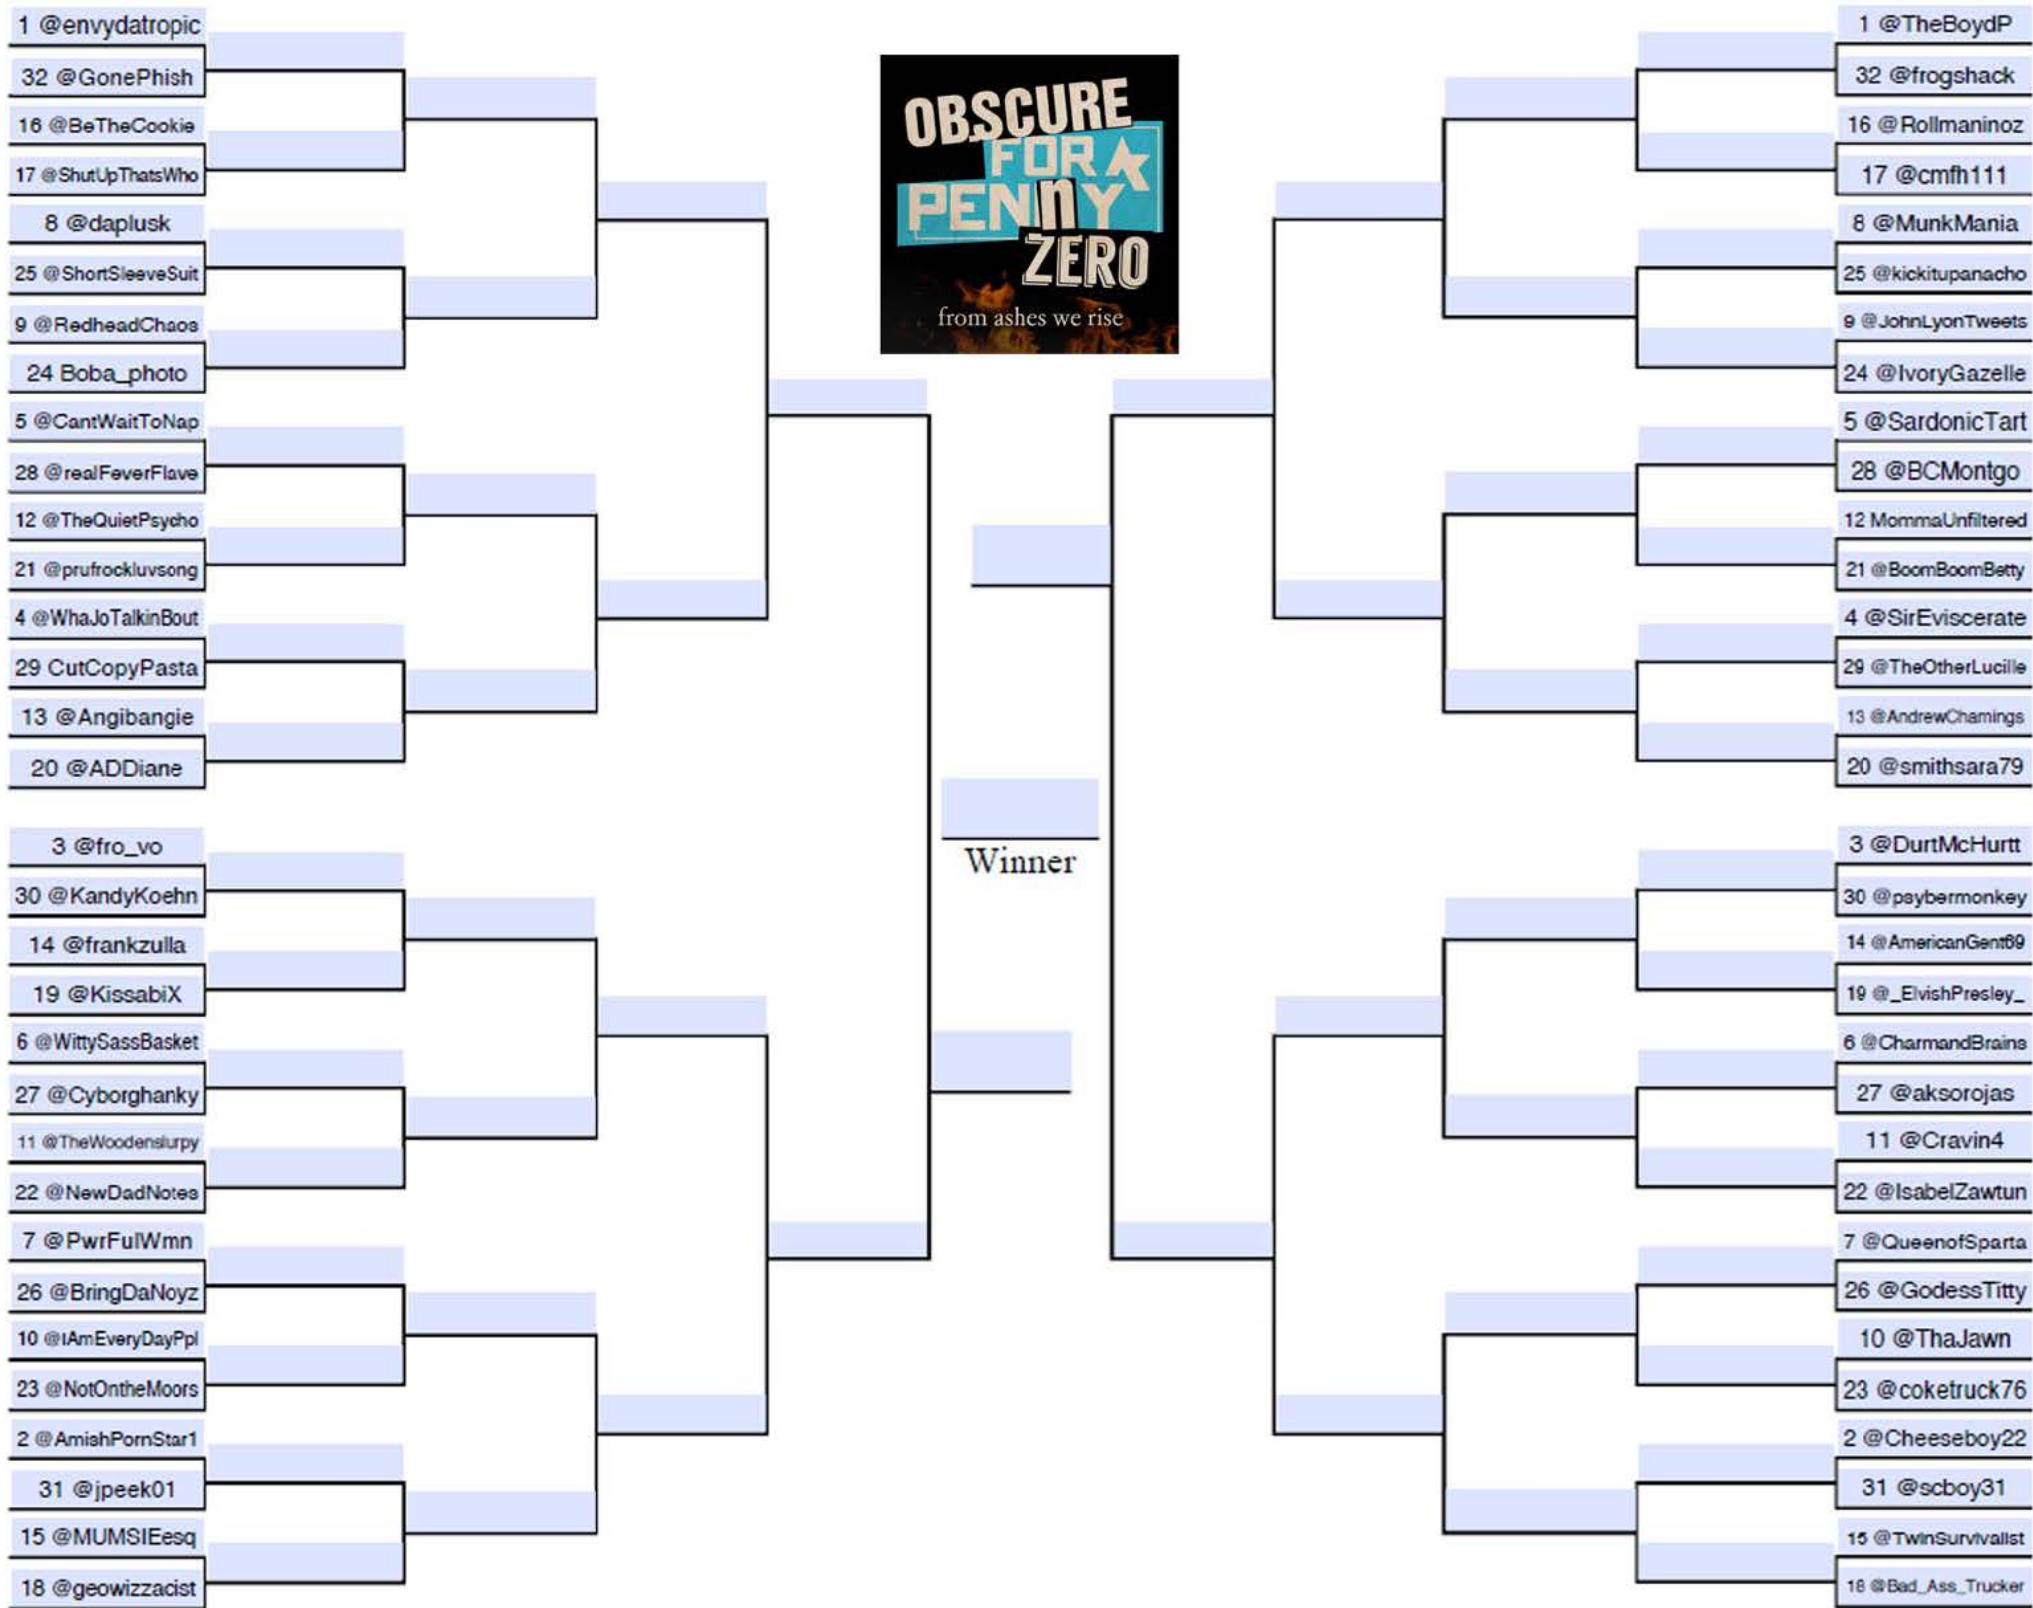 1 @envydatropic
32 @GonePhish
16 @BeTheCookie
17 @ShutUpThatsWho
8 @daplusk
25 @ShortSleeveSuit
9 @RedheadChaos
24 Boba_photo
5 @CantWaitToNap
28 @realFeverFlave
12 @TheQuietPsycho
21 @prufrockluvsong
4 @WhaJoTalkinBout
29 CutCopyPasta
13 @Angibangie
20 @ADDiane
3 @fro_vo
30 @KandyKoehn
14 @frankzulla
19 @KissabiX
6 @WittySassBasket
27 @Cyborghanky
11 @TheWoodenslurpy
22 @NewDadNotes
7 @PwrFulWmn
26 @BringDaNoyz
10 @IAmEveryDayPpl
23 @NotOntheMoors
2 @AmishPornStar1
31 @jpeek01
15 @MUMSIEesq
18 @geowizzacist
OBSCURE
FOR A
PENNY
ZERO
from ashes we rise
Winner
1 @TheBoydP
32 @frogshack
16 @Rollmaninoz
17 @cmfh111
8 @MunkMania
25 @kickitupanacho
9 @JohnLyonTweets
24 @IvoryGazelle
5 @SardonicTart
28 @BCMontgo
12 MommaUnfiltered
21 @BoomBoomBetty
4 @SirEviscerate
29 @TheOtherLucille
13 @AndrewChamings
20 @smithsara79
3 @DurtMcHurtt
30 @psybermonkey
14 @AmericanGent69
19 @_ElvishPresley_
6 @CharmandBrains
27 @aksorojas
11 @Cravin4
22 @IsabelZawtun
7 @QueenofSparta
26 @GodessTitty
10 @ThaJawn
23 @coketruck76
2 @Cheeseboy22
31 @scboy31
15 @TwinSurvivalist
18 @Bad_Ass_Trucker